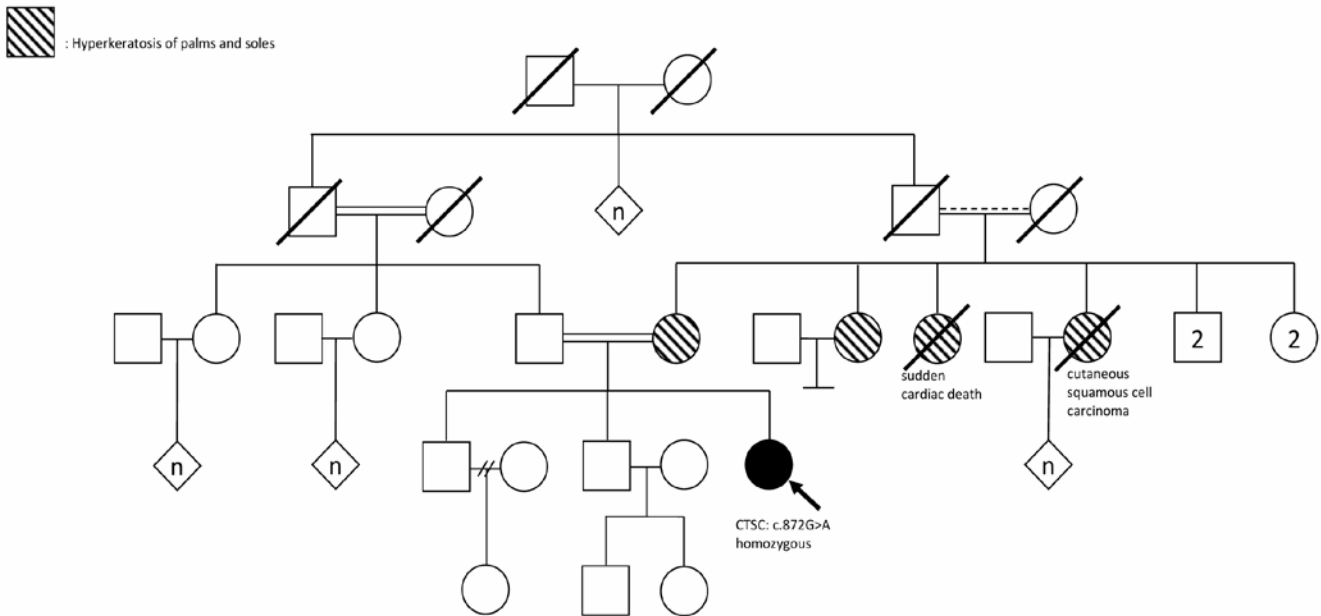 : Hyperkeratosis of palms and soles
n
2
2
sudden
cardiac death
cutaneous
squamous cell
carcinoma
n
n
n
CTSC: c.872G>A
homozygous